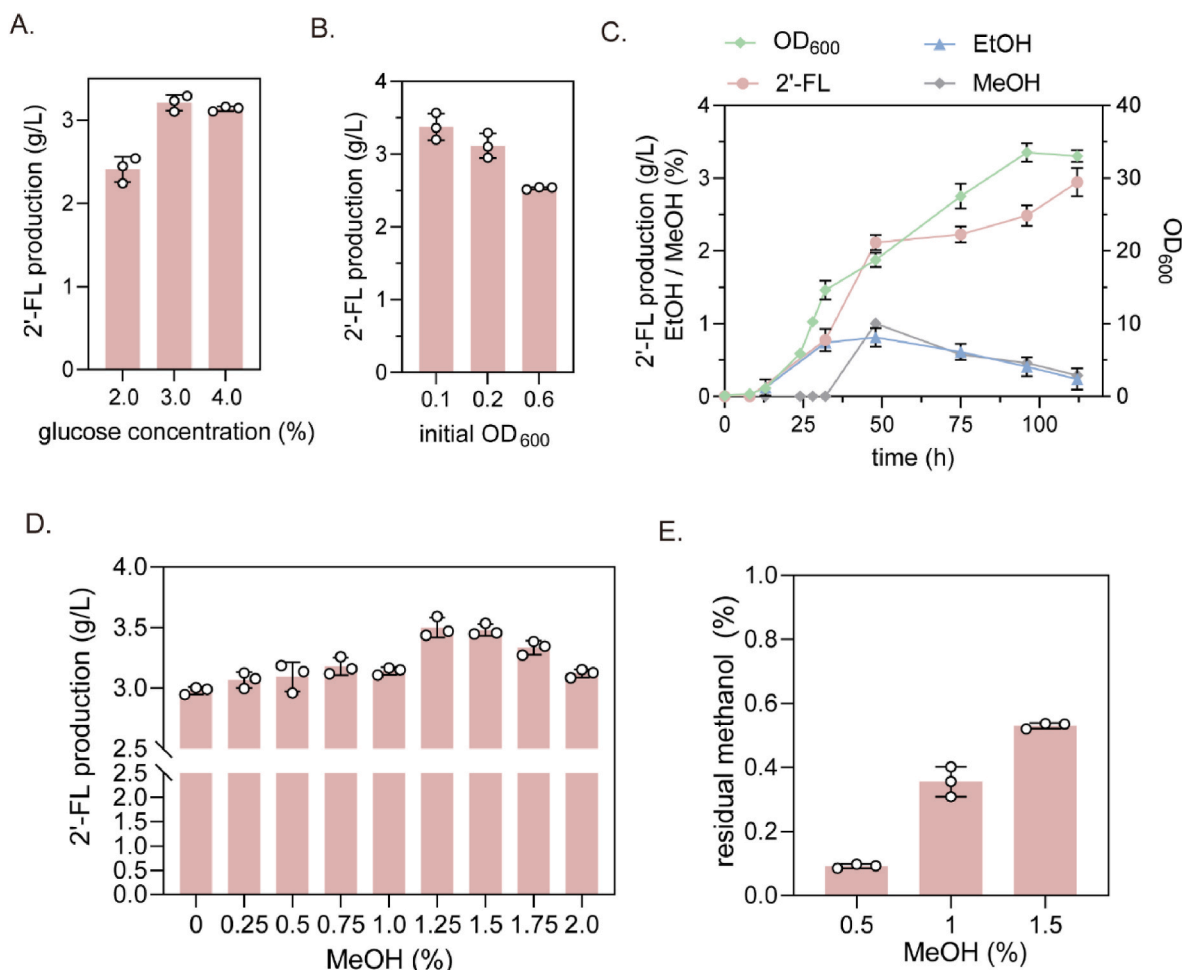 A.
2'-FL production (g/L)
3
2
1
0
2.0 3.0 4.0
glucose concentration (%)
B.
2'-FL production (g/L)
4
3
2
1
0
0.1 0.2 0.6
initial OD600
C.
OD600
EtOH
2'-FL
MeOH
2'-FL production (g/L)
EtOH / MeOH (%)
4
3
2
1
0
40
30
20
10
0
OD600
0 25 50 75 100
time (h)
D.
2'-FL production (g/L)
4.0
3.5
3.0
2.5
2.5
2.0
1.5
1.0
0.5
0.0
0 0.25 0.5 0.75 1.0 1.25 1.5 1.75 2.0
MeOH (%)
E.
residual methanol (%)
1.0
0.8
0.6
0.4
0.2
0.0
0.5 1 1.5
MeOH (%)